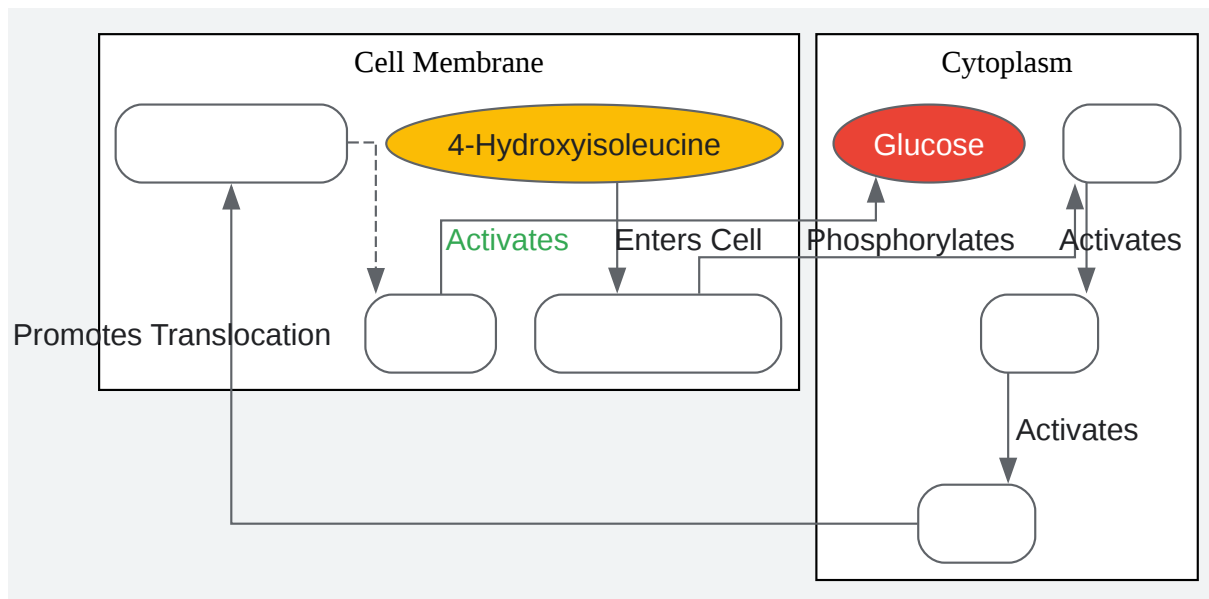 Cell Membrane
Cytoplasm
4-Hydroxyisoleucine
Glucose
Activates
Enters Cell
Phosphorylates
Activates
Promotes Translocation
Activates